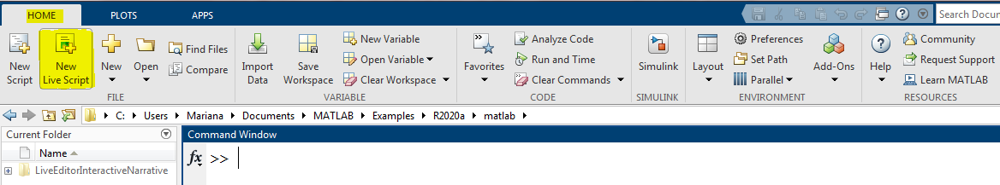 HOME PLOTS APPS
Search Docu
New Script
New Live Script
New
Open
Find Files
Compare
FILE
Import Data
Save Workspace
New Variable
Open Variable
Clear Workspace
VARIABLE
Favorites
Analyze Code
Run and Time
Clear Commands
CODE
Simulink
SIMULINK
Layout
Preferences
Set Path
Parallel
Add-Ons
ENVIRONMENT
Help
Community
Request Support
Learn MATLAB
RESOURCES
C: Users Mariana Documents MATLAB Examples R2020a matlab
Current Folder
Name
LiveEditorInteractiveNarrative
Command Window
fx >>